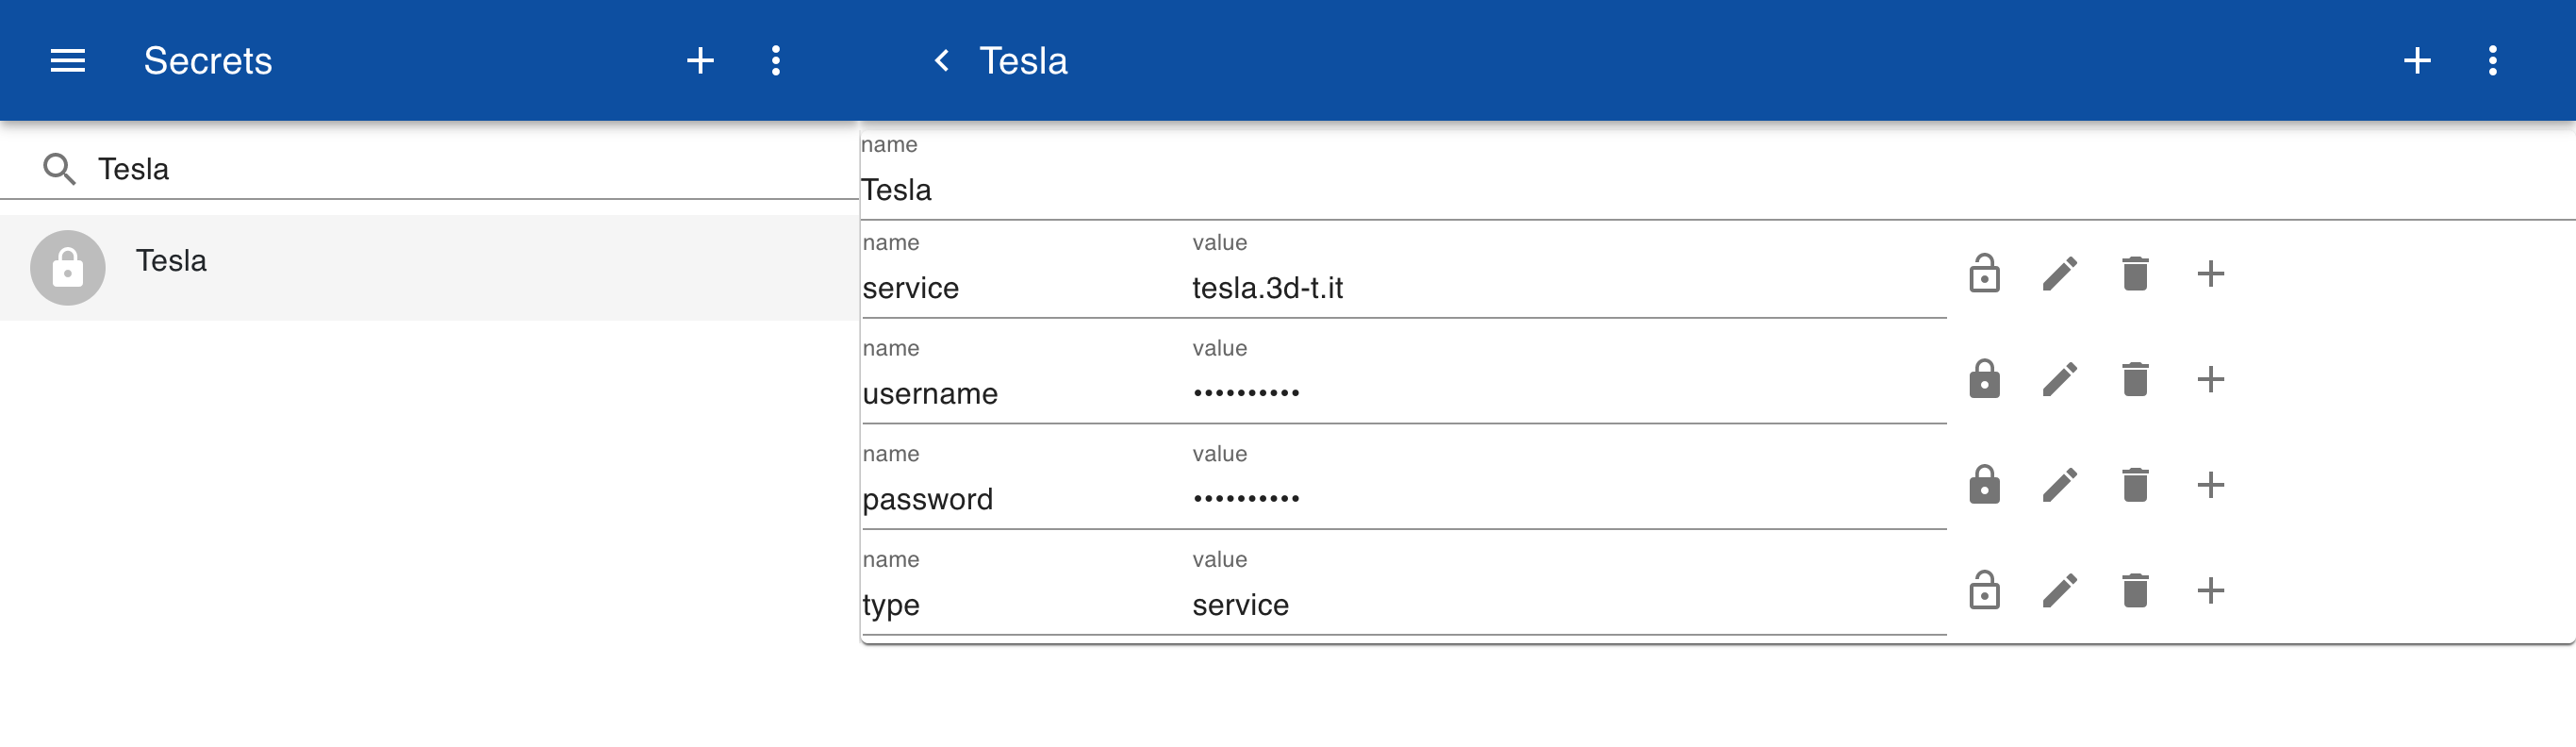 Secrets
Tesla
Tesla
Tesla
name
Tesla
name value
service tesla.3d-t.it
name value
username ••••••••••
name value
password ••••••••••
name value
type service